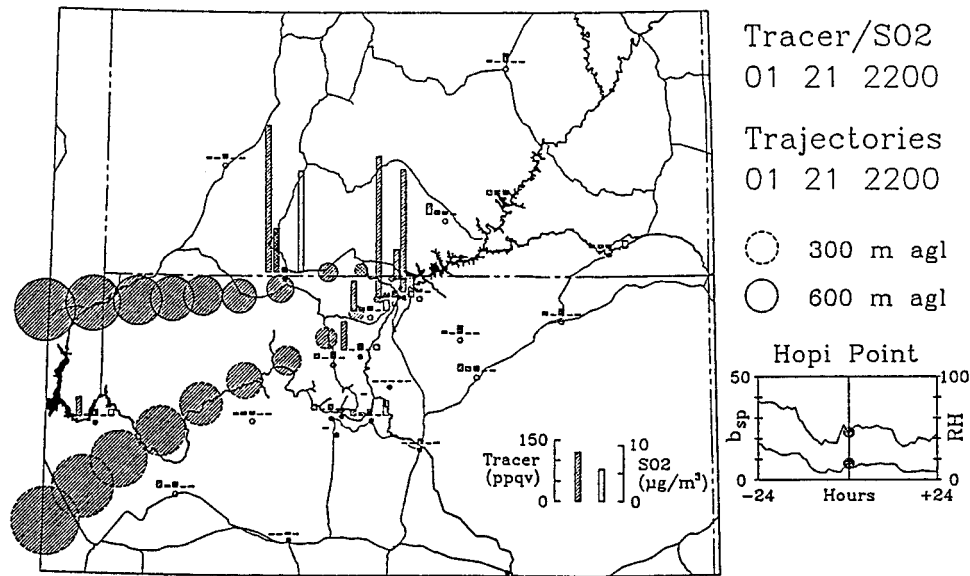 Tracer/SO2
01 21 2200
Trajectories
01 21 2200
300 m agl
600 m agl
Hopi Point
50
100
bsp
RH
0
0
-24
Hours
+24
150
10
Tracer
(ppqv)
SO2
(μg/m³)
0
0